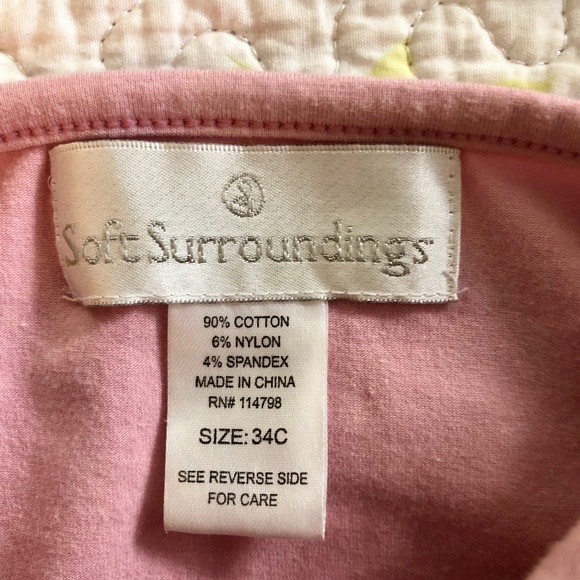 Soft Surroundings
90% COTTON
6% NYLON
4% SPANDEX
MADE IN CHINA
RN# 114798
SIZE: 34C
SEE REVERSE SIDE
FOR CARE